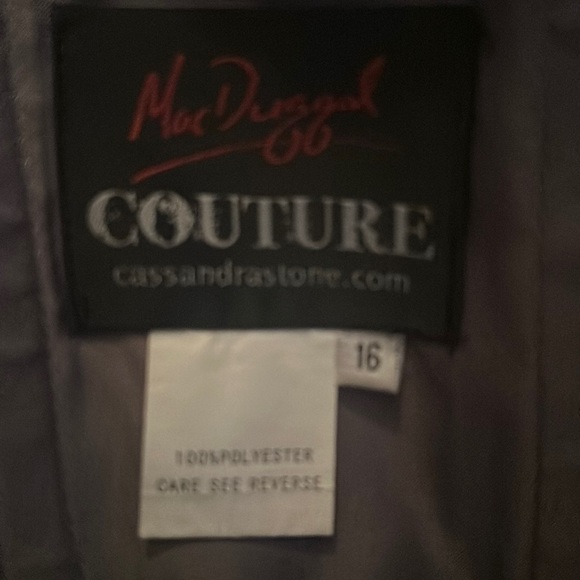 Mac Duggal
COUTURE
cassandrastone.com
16
100%POLYESTER
CARE SEE REVERSE